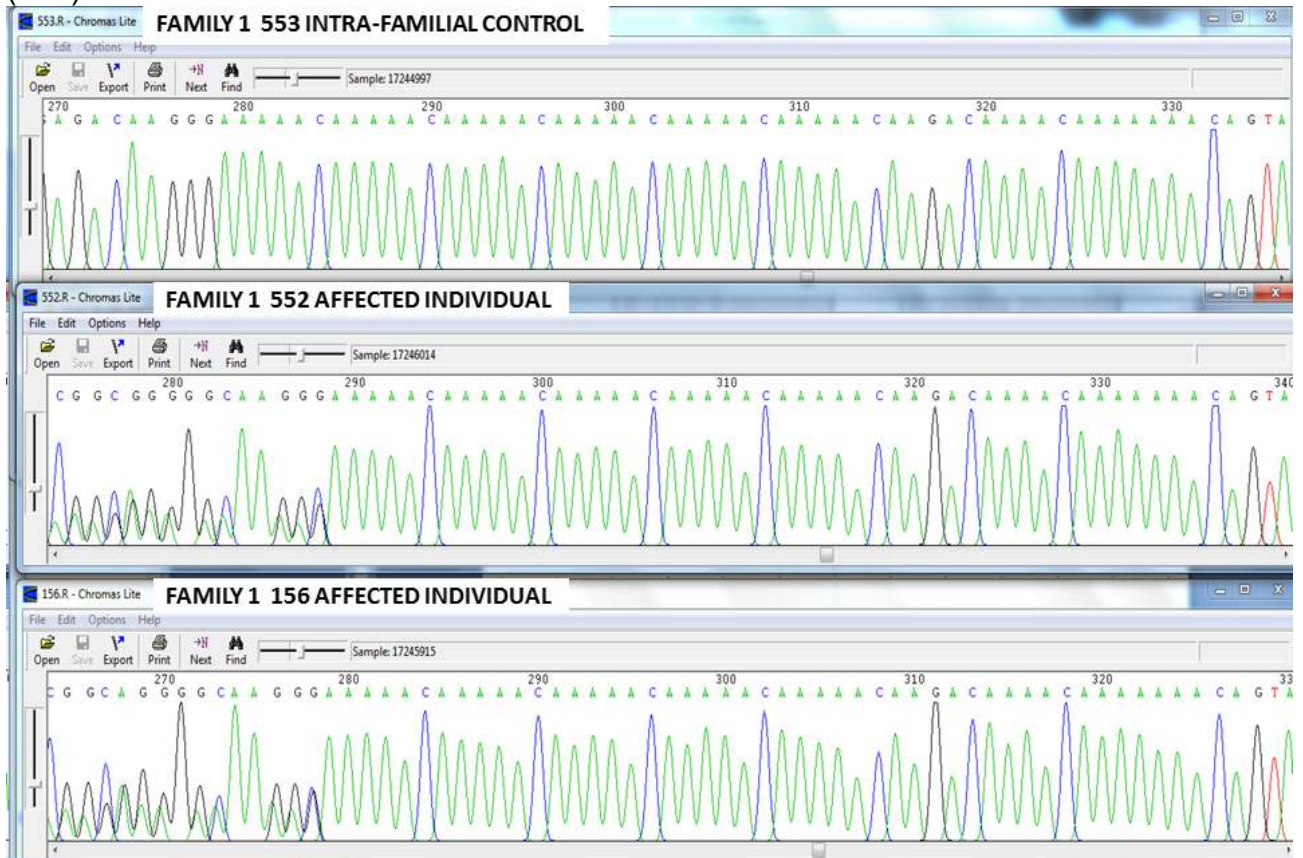 553.R - Chromas Lite FAMILY 1 553 INTRA-FAMILIAL CONTROL
File Edit Options Help
Open Save Export Print Next Find Sample: 17244997
270 280 290 300 310 320 330
G A C A A G G G A A A A A C A A A A A C A A A A A C A A A A A C A A A A A C A A A A A C A A G A C A A A A C A A A A A A A C A G T A
552.R - Chromas Lite FAMILY 1 552 AFFECTED INDIVIDUAL
File Edit Options Help
Open Save Export Print Next Find Sample: 17246014
280 290 300 310 320 330 340
C G G C G G G G G C A A G G G A A A A A C A A A A A C A A A A A C A A A A A C A A A A A C A A G A C A A A A C A A A A A A A C A G T A
156.R - Chromas Lite FAMILY 1 156 AFFECTED INDIVIDUAL
File Edit Options Help
Open Save Export Print Next Find Sample: 17245915
270 280 290 300 310 320
C G G C A G G G G C A A G G G A A A A A C A A A A A C A A A A A C A A A A A C A A A A A C A A G A C A A A A C A A A A A A A C A G T A